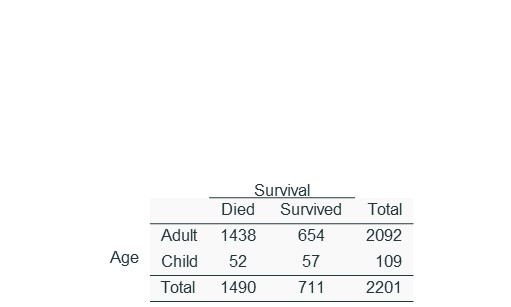 Survival
Died Survived Total
Adult 1438 654 2092
Age Child 52 57 109
Total 1490 711 2201